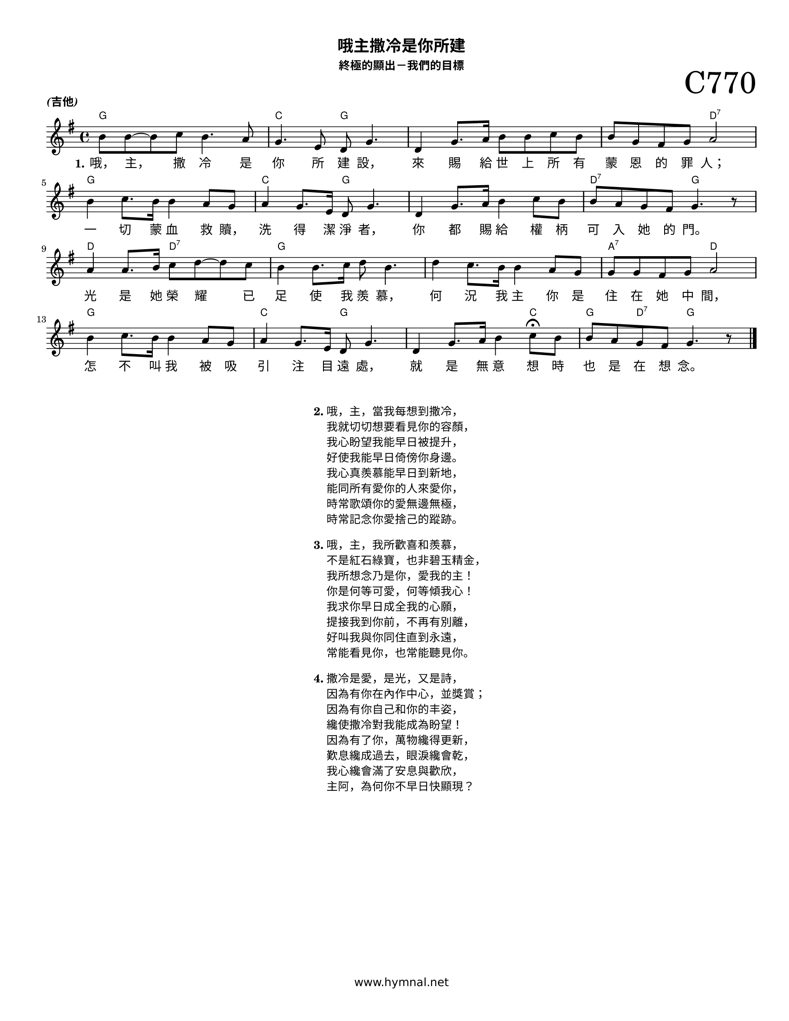 哦主撒冷是你所建
終極的顯出－我們的目標
C770
(吉他)
G C G D7
1. 哦， 主， 撒 冷 是 你 所 建 設， 來 賜 給 世 上 所 有 蒙 恩 的 罪 人；
5 G C G D7 G
一 切 蒙 血 救 贖， 洗 得 潔 淨 者， 你 都 賜 給 權 柄 可 入 她 的 門。
9 D D7 G A7 D
光 是 她 榮 耀 已 足 使 我 羨 慕， 何 況 我 主 你 是 住 在 她 中 間，
13 G C G C G D7 G
怎 不 叫 我 被 吸 引 注 目 遠 處， 就 是 無 意 想 時 也 是 在 想 念。
2. 哦，主，當我每想到撒冷，
我就切切想要看見你的容顏，
我心盼望我能早日被提升，
好使我能早日倚傍你身邊。
我心真羨慕能早日到新地，
能同所有愛你的人來愛你，
時常歌頌你的愛無邊無極，
時常記念你愛捨己的蹤跡。
3. 哦，主，我所歡喜和羨慕，
不是紅石綠寶，也非碧玉精金，
我所想念乃是你，愛我的主！
你是何等可愛，何等傾我心！
我求你早日成全我的心願，
提接我到你前，不再有別離，
好叫我與你同住直到永遠，
常能看見你，也常能聽見你。
4. 撒冷是愛，是光，又是詩，
因為有你在內作中心，並獎賞；
因為有你自己和你的丰姿，
纔使撒冷對我能成為盼望！
因為有了你，萬物纔得更新，
歎息纔成過去，眼淚纔會乾，
我心纔會滿了安息與歡欣，
主阿，為何你不早日快顯現？
www.hymnal.net